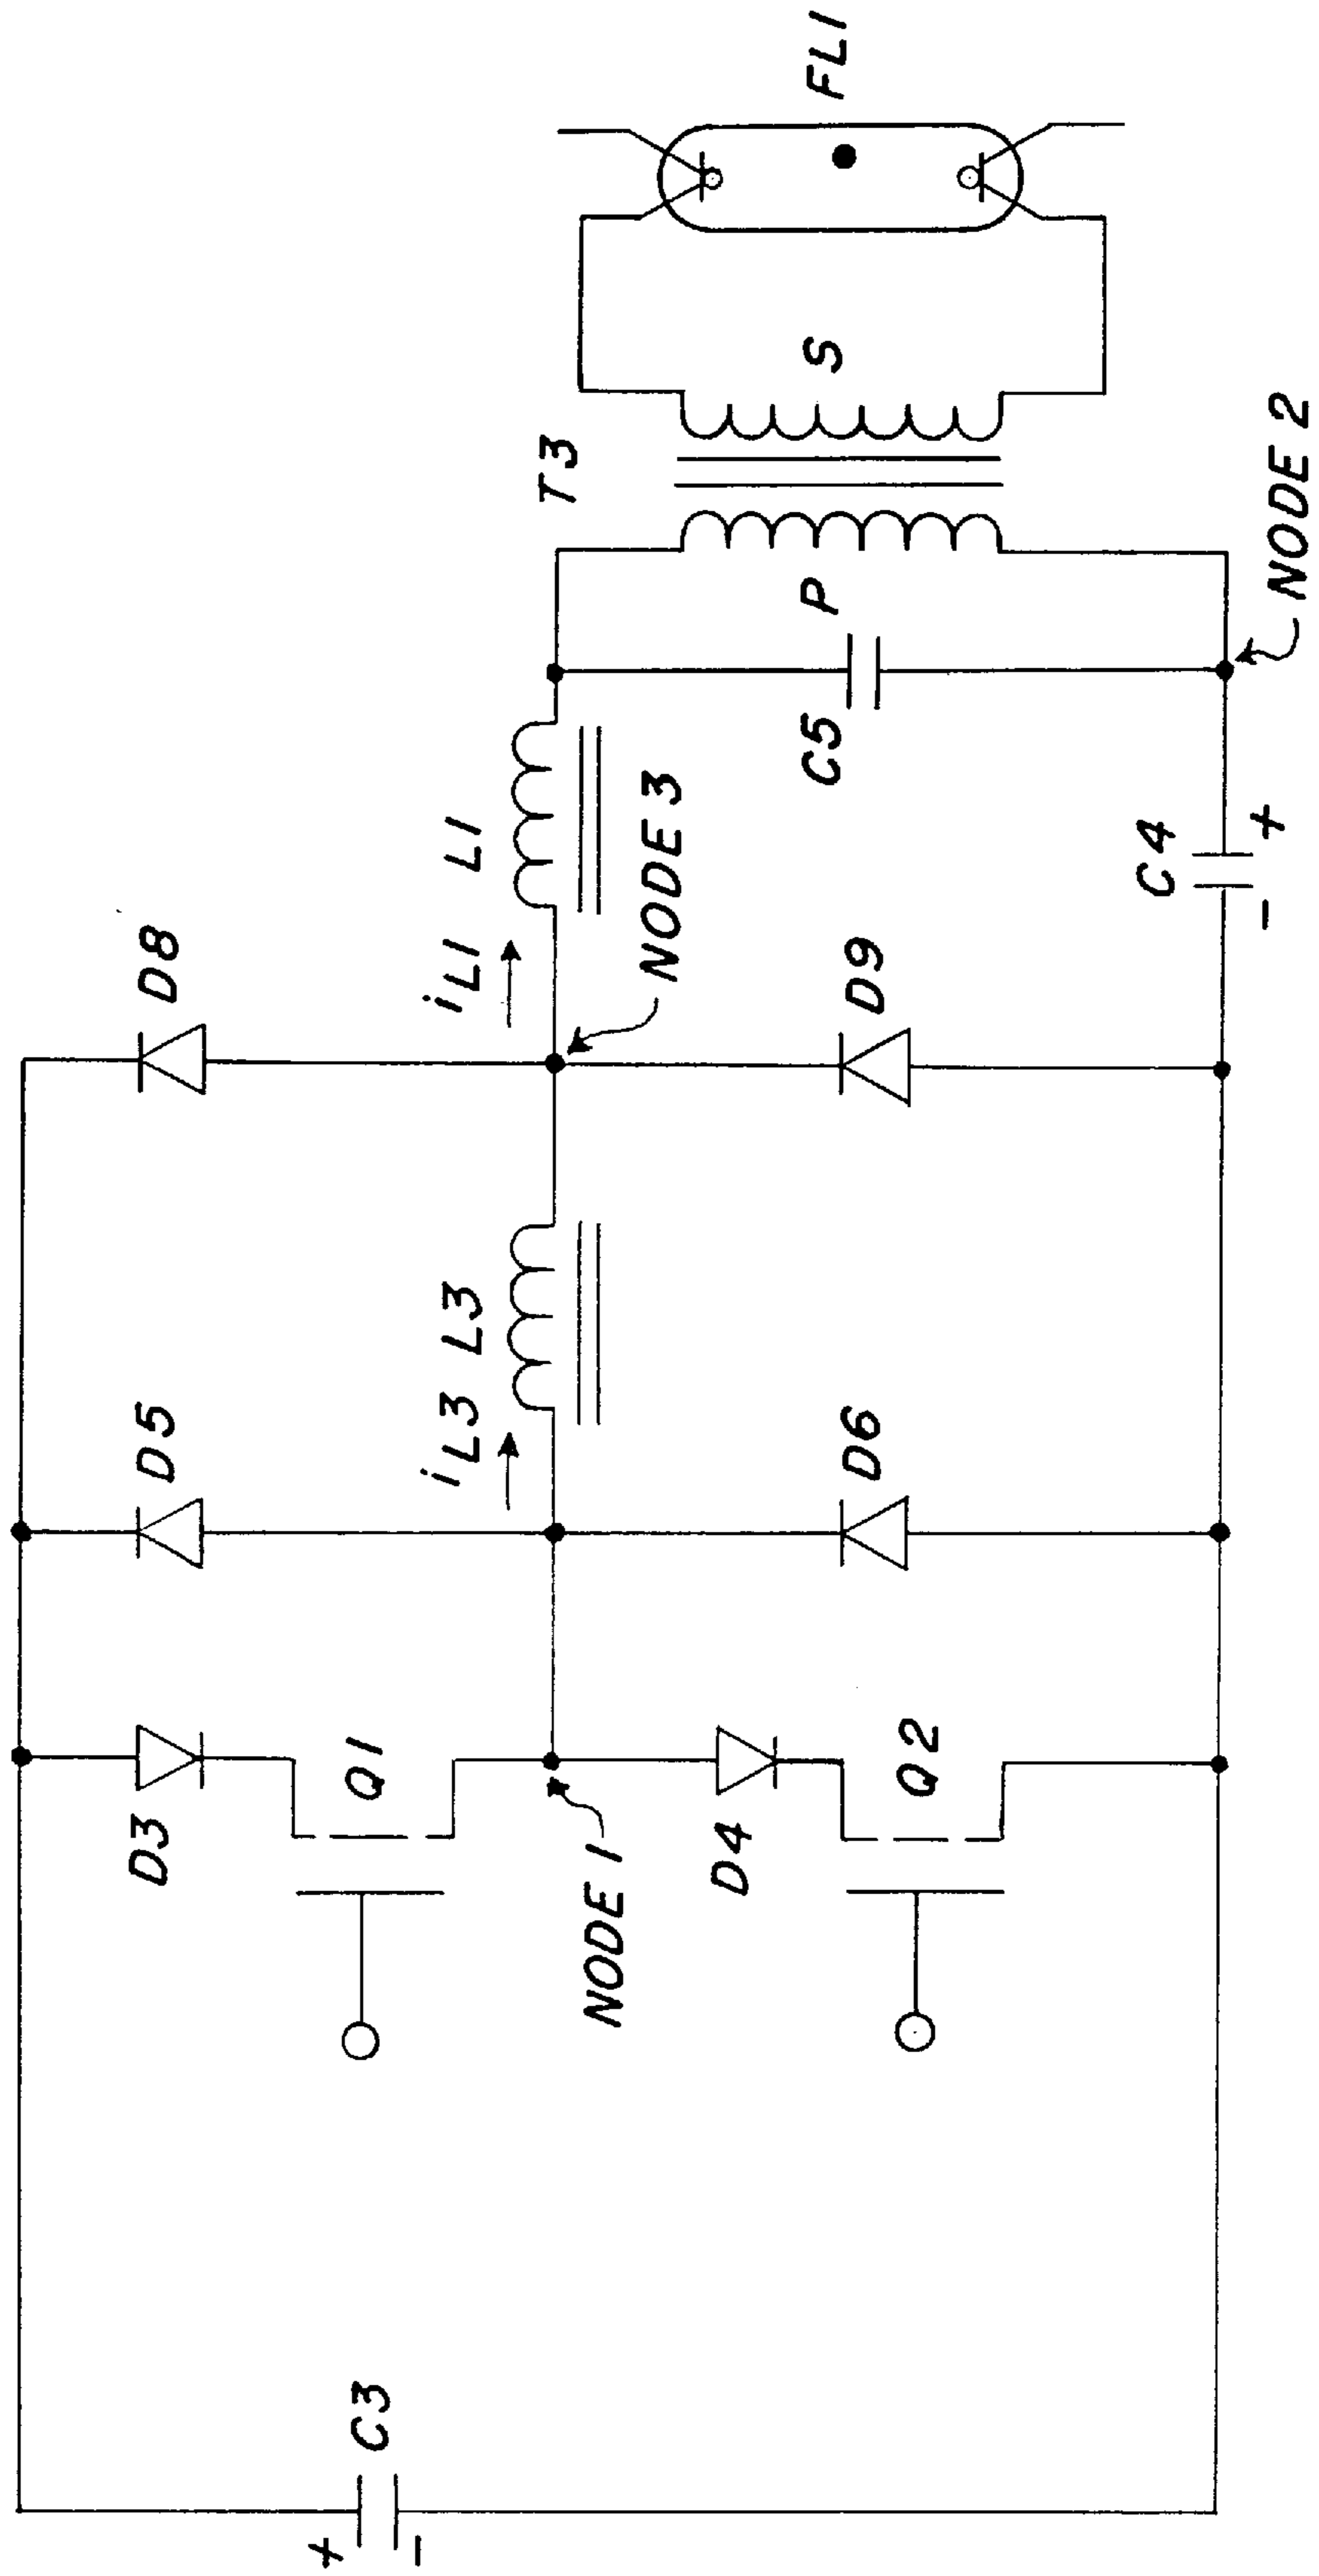 D8
D5
D3
Q1
C3
+
-
iL1 L1
iL3 L3
NODE 3
NODE 1
T3
S
P
FL1
C5
D9
D6
D4
Q2
C4
- +
NODE 2